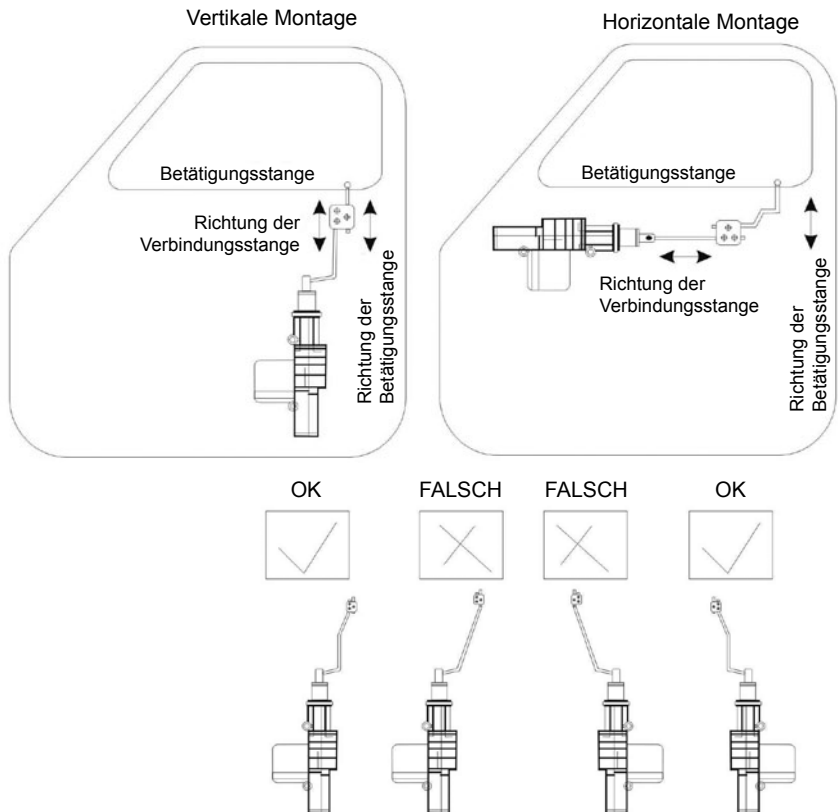 Vertikale Montage
Betätigungsstange
Richtung der
Verbindungsstange
Richtung der
Betätigungsstange
Horizontale Montage
Betätigungsstange
Richtung der
Verbindungsstange
Richtung der
Betätigungsstange
OK
FALSCH
FALSCH
OK